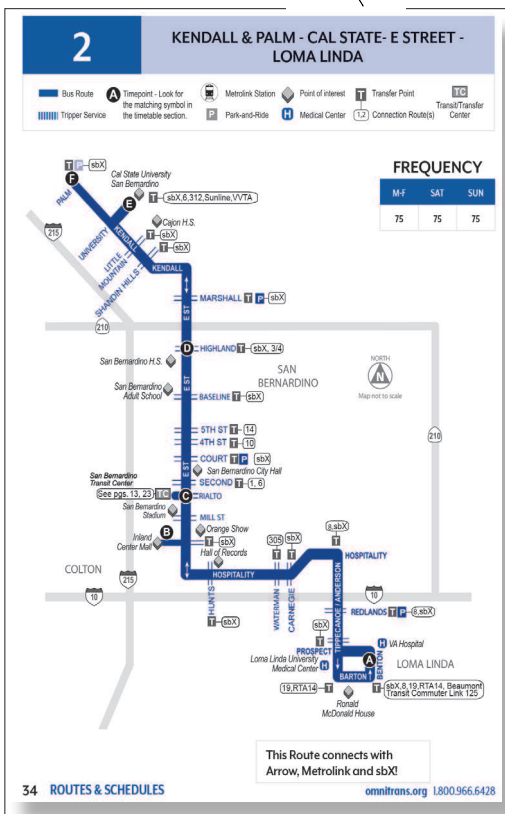 2
KENDALL & PALM - CAL STATE- E STREET -
LOMA LINDA
Bus Route
A
Timepoint - Look for
the matching symbol in
the timetable section.
Metrolink Station
Point of interest
T
Transfer Point
TC
Transit/Transfer
Center
Tripper Service
P
Park-and-Ride
H
Medical Center
1,2
Connection Route(s)
FREQUENCY
M-F SAT SUN
75 75 75
T P sbX
F
PALM
Cal State University
San Bernardino
E
T sbX,6,312,Sunline,VVTA
215
UNIVERSITY
KENDALL
Cajon H.S.
T sbX
T sbX
LITTLE
MOUNTAIN
SHANDIN HILLS
KENDALL
E ST
MARSHALL T P sbX
210
D
HIGHLAND T sbX, 3/4
San Bernardino H.S.
SAN
BERNARDINO
NORTH
N
Map not to scale
E ST
San Bernardino
Adult School
BASELINE T sbX
5TH ST T 14
4TH ST T 10
210
COURT T P sbX
E ST
San Bernardino City Hall
San Bernardino
Transit Center
SECOND T 1, 6
See pgs. 13, 23 TC
C
RIALTO
San Bernardino
Stadium
MILL ST
B
Orange Show
Inland
Center Mall
T sbX
Hall of Records
305
sbX
8,sbX
T
T
T
HOSPITALITY
COLTON
215
HOSPITALITY
10
10
HUNTS
WATERMAN
CARNEGIE
TIPPECANOE / ANDERSON
T sbX
REDLANDS T P 8,sbX
sbX
T
PROSPECT
H
VA Hospital
Loma Linda University
Medical Center
H
A
BENTON
LOMA LINDA
BARTON
19,RTA14 T
T
sbX,8,19,RTA14, Beaumont
Transit Commuter Link 125
Ronald
McDonald House
This Route connects with
Arrow, Metrolink and sbX!
34 ROUTES & SCHEDULES
omnitrans.org 1.800.966.6428